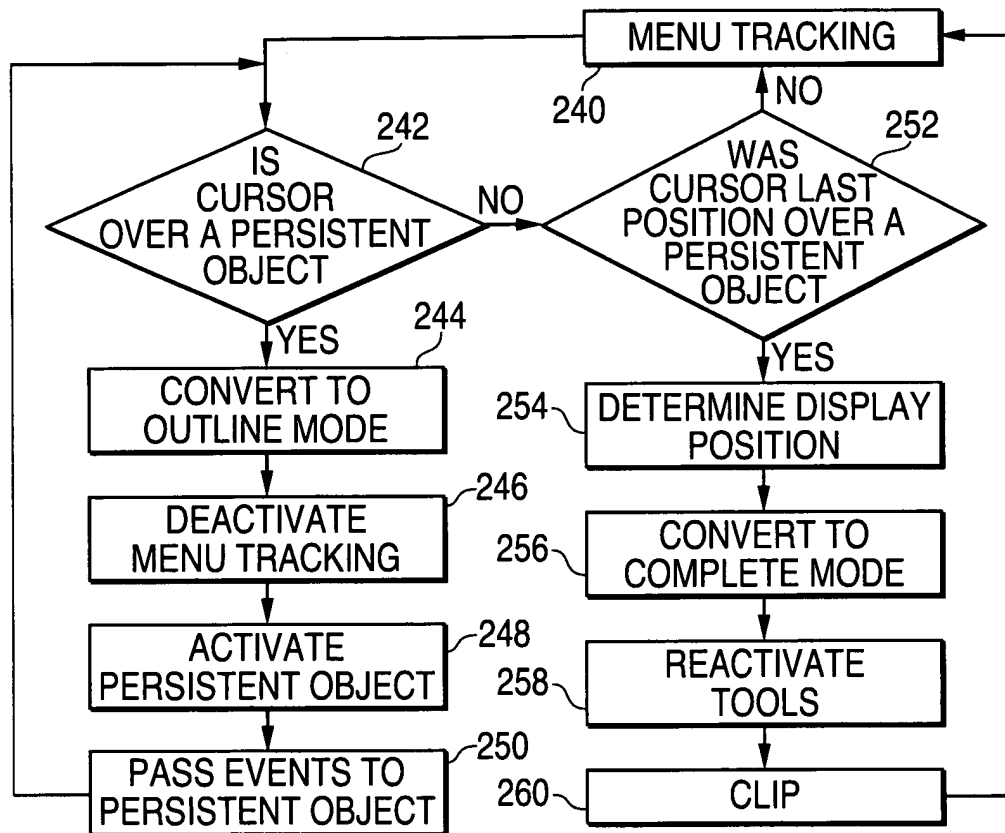 MENU TRACKING
240
NO
242
IS
CURSOR
OVER A PERSISTENT
OBJECT
NO
252
WAS
CURSOR LAST
POSITION OVER A
PERSISTENT
OBJECT
YES
244
CONVERT TO
OUTLINE MODE
246
DEACTIVATE
MENU TRACKING
248
ACTIVATE
PERSISTENT OBJECT
250
PASS EVENTS TO
PERSISTENT OBJECT
YES
254
DETERMINE DISPLAY
POSITION
256
CONVERT TO
COMPLETE MODE
258
REACTIVATE
TOOLS
260
CLIP